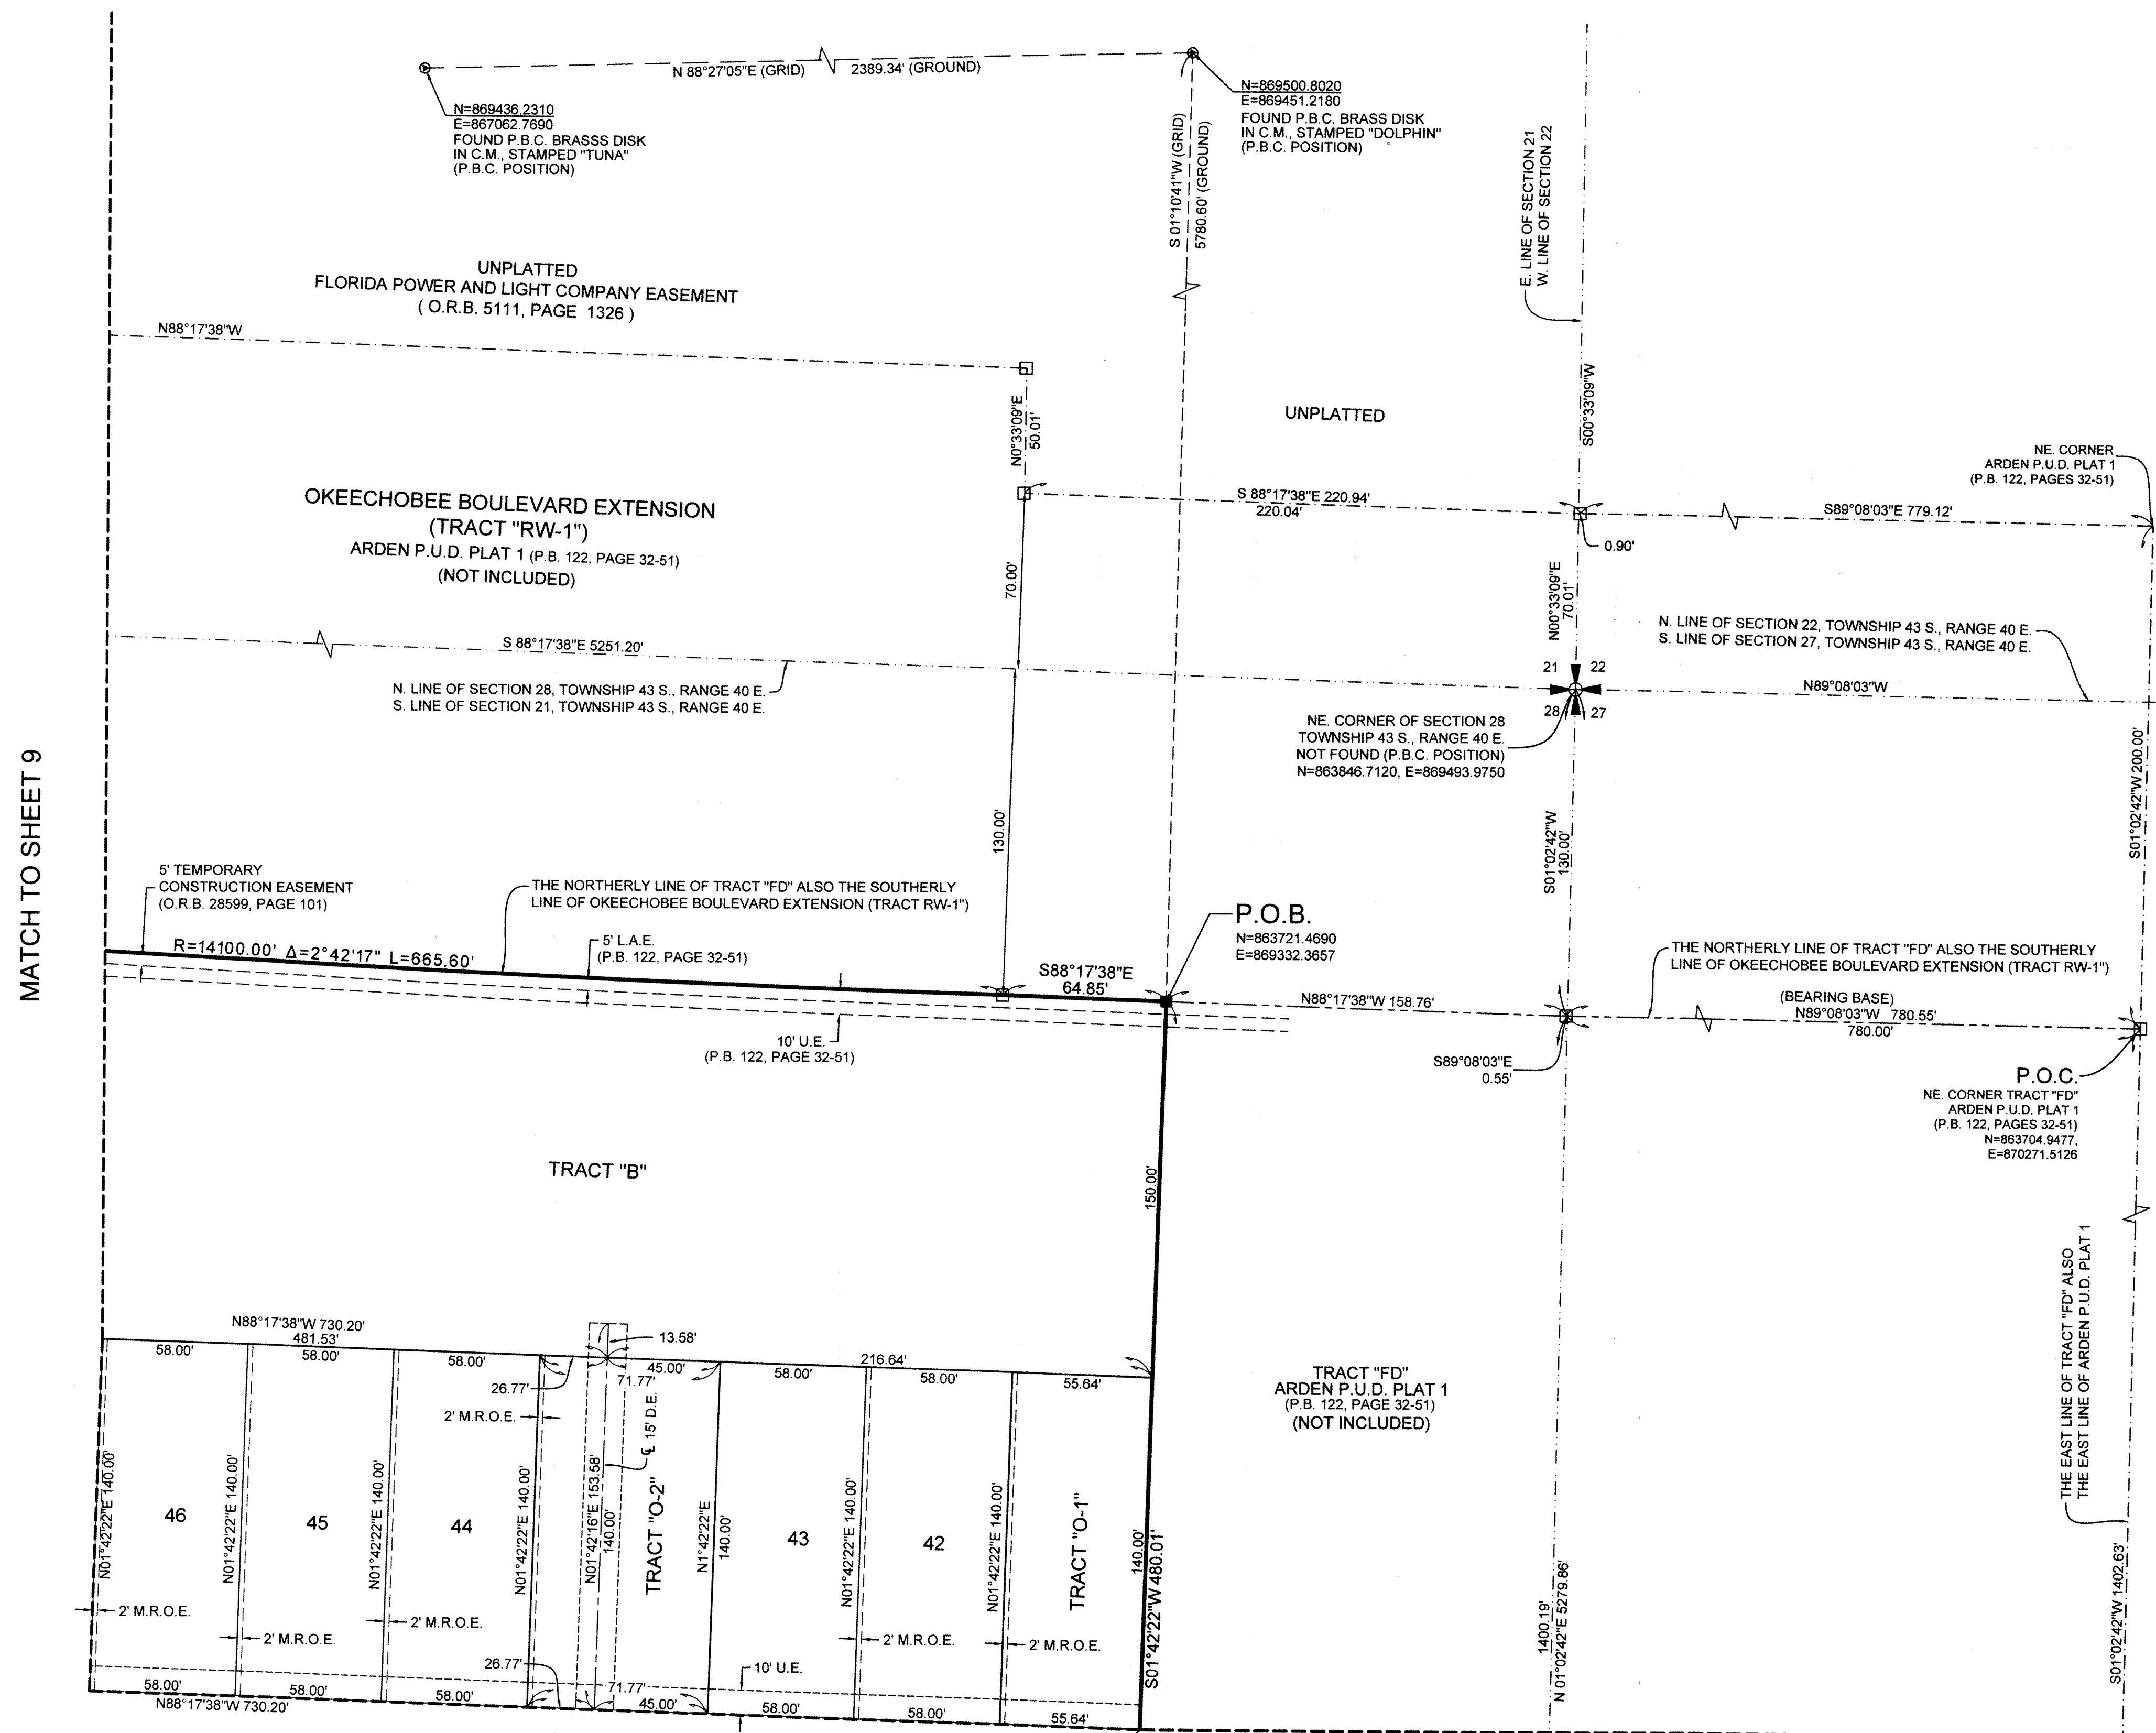 N 88°27'05"E (GRID) 2389.34' (GROUND)
N=869436.2310
E=867062.7690
FOUND P.B.C. BRASSS DISK
IN C.M., STAMPED "TUNA"
(P.B.C. POSITION)
N=869500.8020
E=869451.2180
FOUND P.B.C. BRASS DISK
IN C.M., STAMPED "DOLPHIN"
(P.B.C. POSITION)
S 01°10'41"W (GRID)
5780.60' (GROUND)
E. LINE OF SECTION 21
W. LINE OF SECTION 22
UNPLATTED
FLORIDA POWER AND LIGHT COMPANY EASEMENT
( O.R.B. 5111, PAGE 1326 )
N88°17'38"W
N0°33'09"E
50.01'
UNPLATTED
S00°33'09"W
NE. CORNER
ARDEN P.U.D. PLAT 1
(P.B. 122, PAGES 32-51)
OKEECHOBEE BOULEVARD EXTENSION
(TRACT "RW-1")
ARDEN P.U.D. PLAT 1 (P.B. 122, PAGE 32-51)
(NOT INCLUDED)
S 88°17'38"E 220.94'
220.04'
S89°08'03"E 779.12'
0.90'
70.00'
N00°33'09"E
70.01'
N. LINE OF SECTION 22, TOWNSHIP 43 S., RANGE 40 E.
S. LINE OF SECTION 27, TOWNSHIP 43 S., RANGE 40 E.
S 88°17'38"E 5251.20'
N. LINE OF SECTION 28, TOWNSHIP 43 S., RANGE 40 E.
S. LINE OF SECTION 21, TOWNSHIP 43 S., RANGE 40 E.
21 22
28 27
N89°08'03"W
NE. CORNER OF SECTION 28
TOWNSHIP 43 S., RANGE 40 E.
NOT FOUND (P.B.C. POSITION)
N=863846.7120, E=869493.9750
MATCH TO SHEET 9
130.00'
S01°02'42"W
130.00'
S01°02'42"W 200.00'
5' TEMPORARY
CONSTRUCTION EASEMENT
(O.R.B. 28599, PAGE 101)
THE NORTHERLY LINE OF TRACT "FD" ALSO THE SOUTHERLY
LINE OF OKEECHOBEE BOULEVARD EXTENSION (TRACT RW-1")
P.O.B.
N=863721.4690
E=869332.3657
R=14100.00' Δ=2°42'17" L=665.60'
5' L.A.E.
(P.B. 122, PAGE 32-51)
S88°17'38"E
64.85'
THE NORTHERLY LINE OF TRACT "FD" ALSO THE SOUTHERLY
LINE OF OKEECHOBEE BOULEVARD EXTENSION (TRACT RW-1")
N88°17'38"W 158.76'
(BEARING BASE)
N89°08'03"W 780.55'
780.00'
10' U.E.
(P.B. 122, PAGE 32-51)
S89°08'03"E
0.55'
P.O.C.
NE. CORNER TRACT "FD"
ARDEN P.U.D. PLAT 1
(P.B. 122, PAGES 32-51)
N=863704.9477,
E=870271.5126
TRACT "B"
150.00'
THE EAST LINE OF TRACT "FD" ALSO
THE EAST LINE OF ARDEN P.U.D. PLAT 1
N88°17'38"W 730.20'
481.53'
13.58'
216.64'
58.00'
58.00'
58.00'
45.00'
71.77'
58.00'
58.00'
55.64'
26.77'
2' M.R.O.E.
℄ 15' D.E.
TRACT "FD"
ARDEN P.U.D. PLAT 1
(P.B. 122, PAGE 32-51)
(NOT INCLUDED)
N01°42'22"E 140.00'
46
N01°42'22"E 140.00'
45
N01°42'22"E 140.00'
44
N01°42'22"E 140.00'
N01°42'16"E 153.58'
140.00'
TRACT "O-2"
N1°42'22"E
140.00'
43
N01°42'22"E 140.00'
42
N01°42'22"E 140.00'
TRACT "O-1"
140.00'
S01°42'22"W 480.01'
1400.19'
N 01°02'42"E 5279.86'
S01°02'42"W 1402.63'
2' M.R.O.E.
2' M.R.O.E.
2' M.R.O.E.
2' M.R.O.E.
2' M.R.O.E.
26.77'
10' U.E.
58.00'
58.00'
58.00'
71.77'
45.00'
58.00'
58.00'
55.64'
N88°17'38"W 730.20'